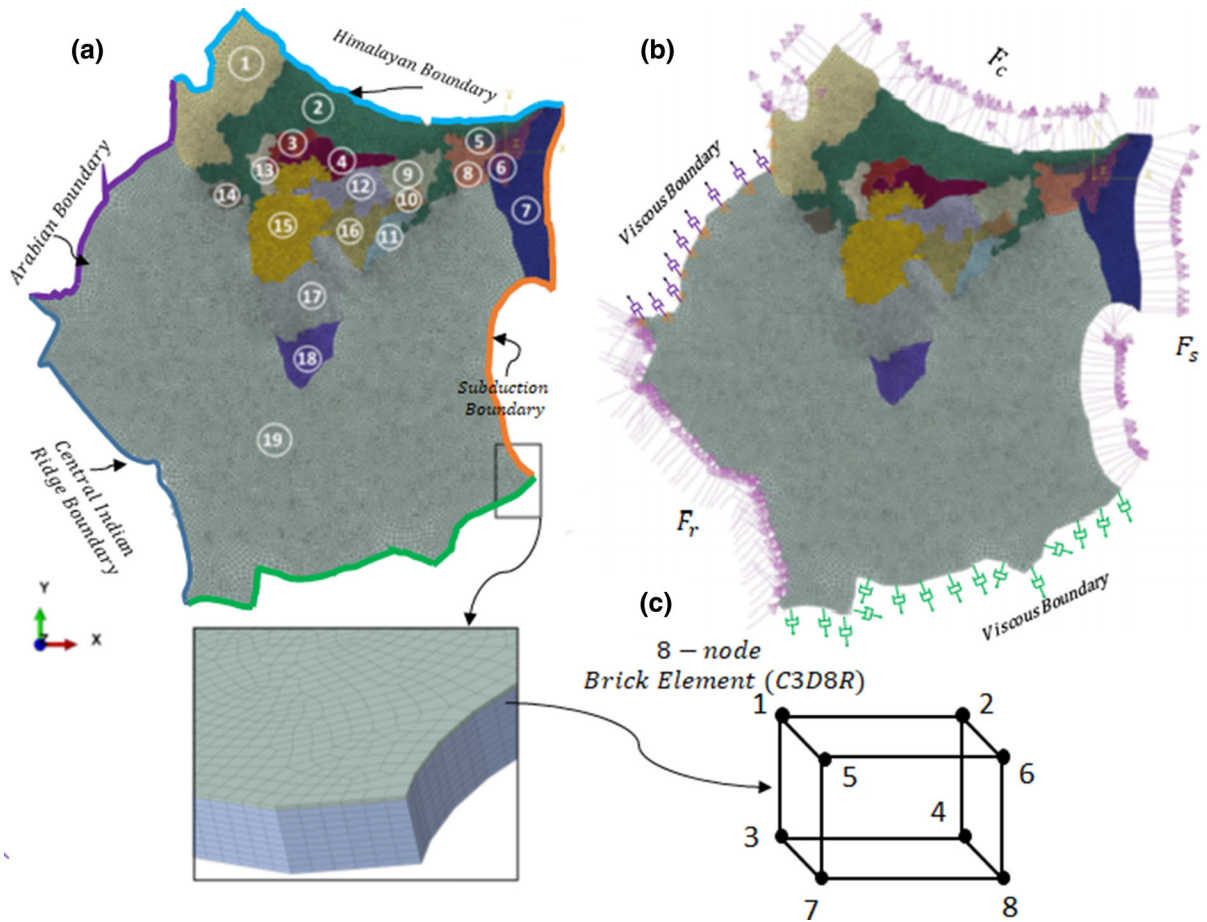 (a)
Himalayan Boundary
Arabian Boundary
Central Indian
Ridge Boundary
Subduction
Boundary
1
2
3
4
5
6
7
8
9
10
11
12
13
14
15
16
17
18
19
Y
X
(b)
F_c
Viscous Boundary
F_s
F_r
Viscous Boundary
(c)
8 - node
Brick Element (C3D8R)
1
2
5
6
3
4
7
8